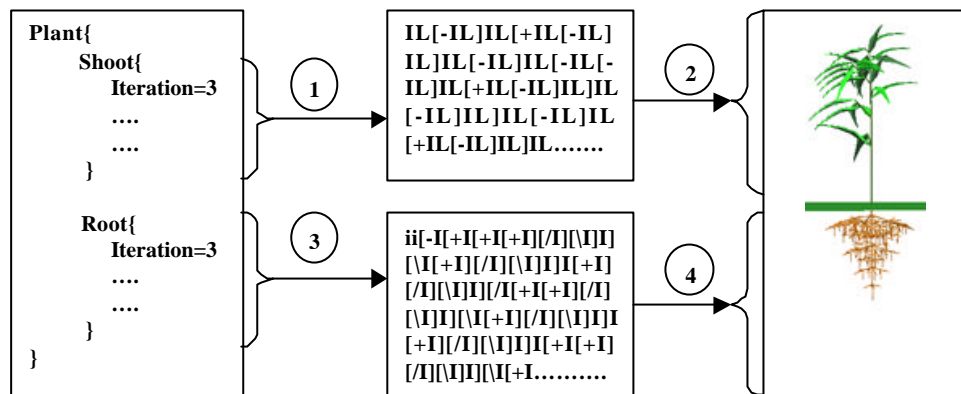 Plant{
Shoot{
Iteration=3
....
....
}
Root{
Iteration=3
....
....
}
}
1
3
IL[-IL]IL[+IL[-IL]
IL]IL[-IL]IL[-IL[-
IL]IL[+IL[-IL]IL]IL
[-IL]IL]IL[-IL]IL
[+IL[-IL]IL]IL.......
ii[-I[+I[+I[+I][/I][\I]I]
[\I[+I][/I][\I]I]I[+I]
[/I][\I]I][/I[+I[+I][/I]
[\I]I][\I[+I][/I][\I]I]I
[+I][/I][\I]I]I[+I[+I]
[/I][\I]I][\I[+I..........
2
4